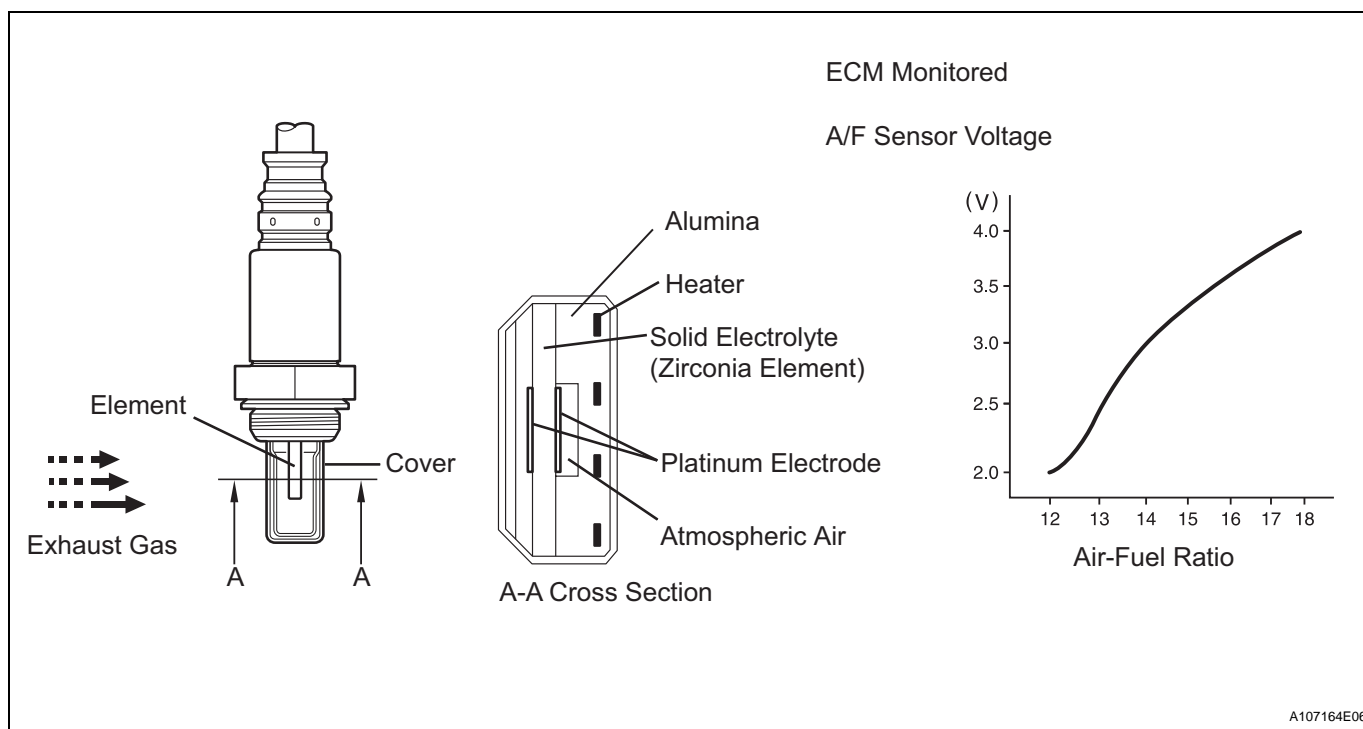 ECM Monitored
A/F Sensor Voltage
Element
Cover
Exhaust Gas
A
A
Alumina
Heater
Solid Electrolyte
(Zirconia Element)
Platinum Electrode
Atmospheric Air
A-A Cross Section
(V)
4.0
3.5
3.0
2.5
2.0
12 13 14 15 16 17 18
Air-Fuel Ratio
A107164E06